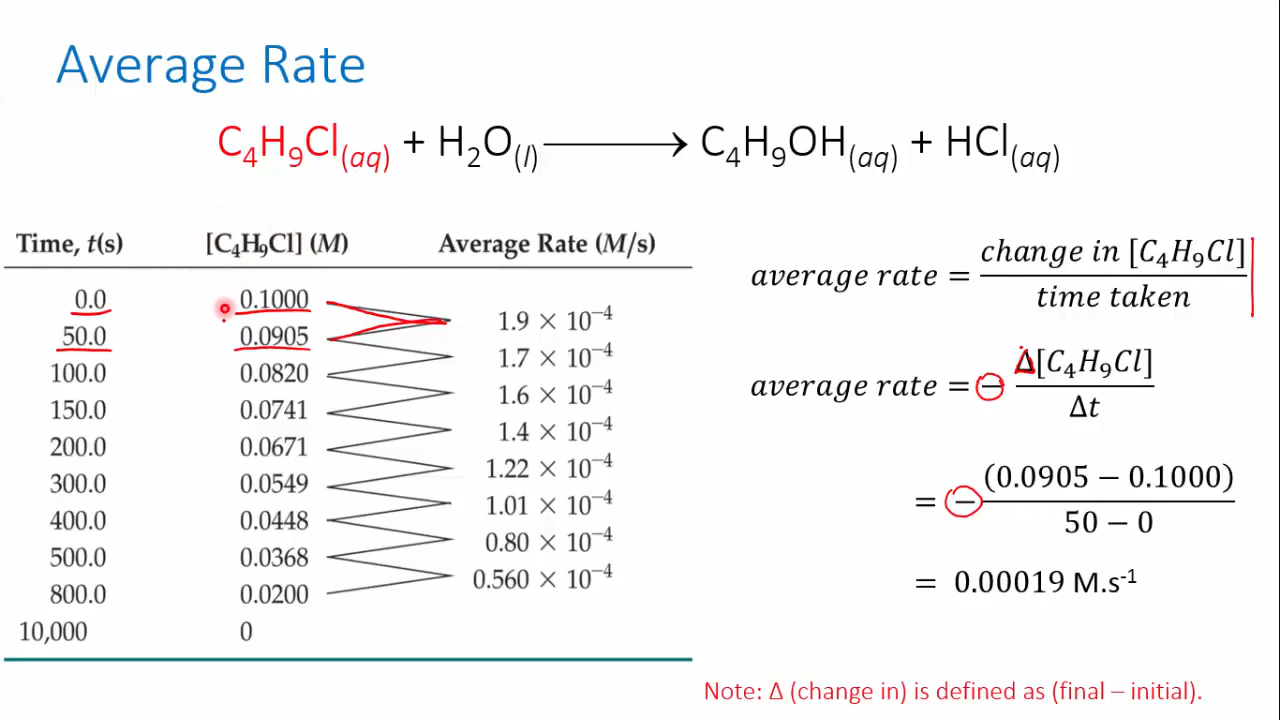 Average Rate
C₄H₉Cl(aq) + H₂O(l) ⟶ C₄H₉OH(aq) + HCl(aq)
Time, t(s) [C₄H₉Cl] (M) Average Rate (M/s)
0.0 0.1000
1.9 × 10⁻⁴
50.0 0.0905
1.7 × 10⁻⁴
100.0 0.0820
1.6 × 10⁻⁴
150.0 0.0741
1.4 × 10⁻⁴
200.0 0.0671
1.22 × 10⁻⁴
300.0 0.0549
1.01 × 10⁻⁴
400.0 0.0448
0.80 × 10⁻⁴
500.0 0.0368
0.560 × 10⁻⁴
800.0 0.0200
10,000 0
average rate = change in [C₄H₉Cl] / time taken
average rate = − Δ[C₄H₉Cl] / Δt
= − (0.0905 − 0.1000) / 50 − 0
= 0.00019 M.s⁻¹
Note: Δ (change in) is defined as (final – initial).